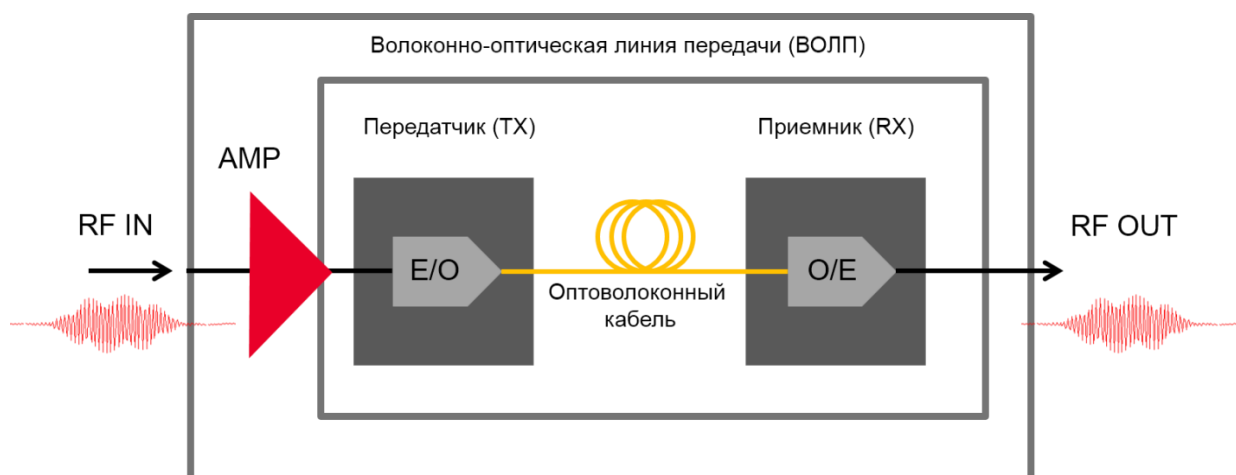 Волоконно-оптическая линия передачи (ВОЛП)
Передатчик (TX)
Приемник (RX)
AMP
RF IN
RF OUT
E/O
O/E
Оптоволоконный
кабель